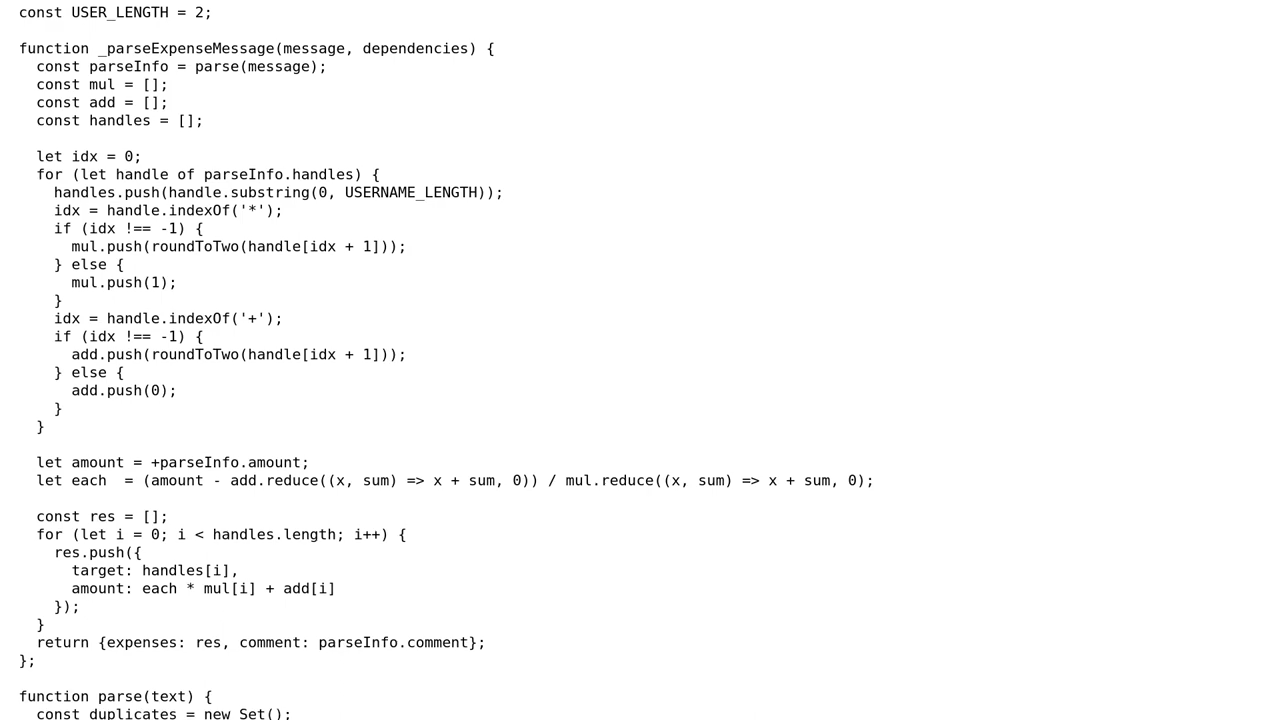 const USER_LENGTH = 2;
function _parseExpenseMessage(message, dependencies) {
const parseInfo = parse(message);
const mul = [];
const add = [];
const handles = [];
let idx = 0;
for (let handle of parseInfo.handles) {
handles.push(handle.substring(0, USERNAME_LENGTH));
idx = handle.indexOf('*');
if (idx !== -1) {
mul.push(roundToTwo(handle[idx + 1]));
} else {
mul.push(1);
}
idx = handle.indexOf('+');
if (idx !== -1) {
add.push(roundToTwo(handle[idx + 1]));
} else {
add.push(0);
}
}
let amount = +parseInfo.amount;
let each  = (amount - add.reduce((x, sum) => x + sum, 0)) / mul.reduce((x, sum) => x + sum, 0);
const res = [];
for (let i = 0; i < handles.length; i++) {
res.push({
target: handles[i],
amount: each * mul[i] + add[i]
});
}
return {expenses: res, comment: parseInfo.comment};
};
function parse(text) {
const duplicates = new Set();